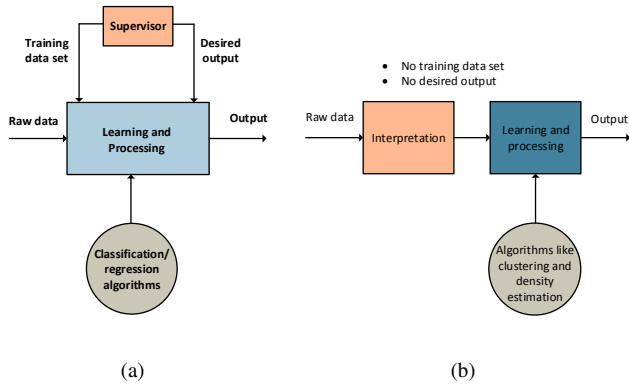 Supervisor
Training
data set
Desired
output
Raw data
Learning and
Processing
Output
Classification/
regression
algorithms
(a)
• No training data set
• No desired output
Raw data
Interpretation
Learning and
processing
Output
Algorithms like
clustering and
density
estimation
(b)